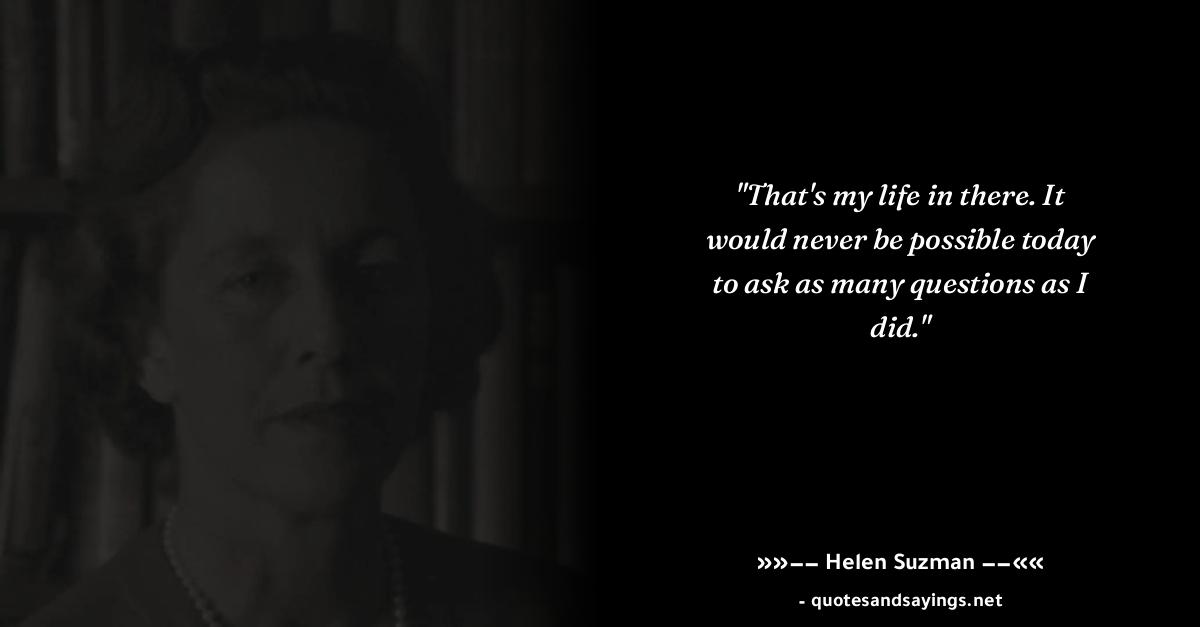 "That's my life in there. It
would never be possible today
to ask as many questions as I
did."
»»–– Helen Suzman ––««
- quotesandsayings.net